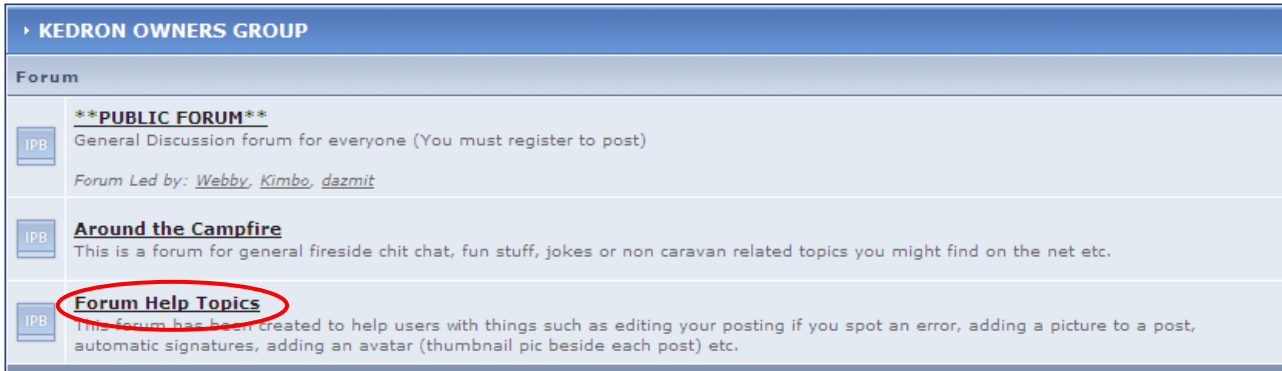 KEDRON OWNERS GROUP
Forum
**PUBLIC FORUM**
IPB
General Discussion forum for everyone (You must register to post)
Forum Led by: Webby, Kimbo, dazmit
Around the Campfire
IPB
This is a forum for general fireside chit chat, fun stuff, jokes or non caravan related topics you might find on the net etc.
Forum Help Topics
IPB
This forum has been created to help users with things such as editing your posting if you spot an error, adding a picture to a post,
automatic signatures, adding an avatar (thumbnail pic beside each post) etc.